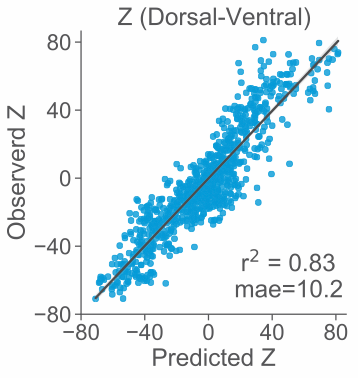 Z (Dorsal-Ventral)
80
40
0
−40
−80
Observerd Z
r² = 0.83
mae=10.2
−80 −40 0 40 80
Predicted Z